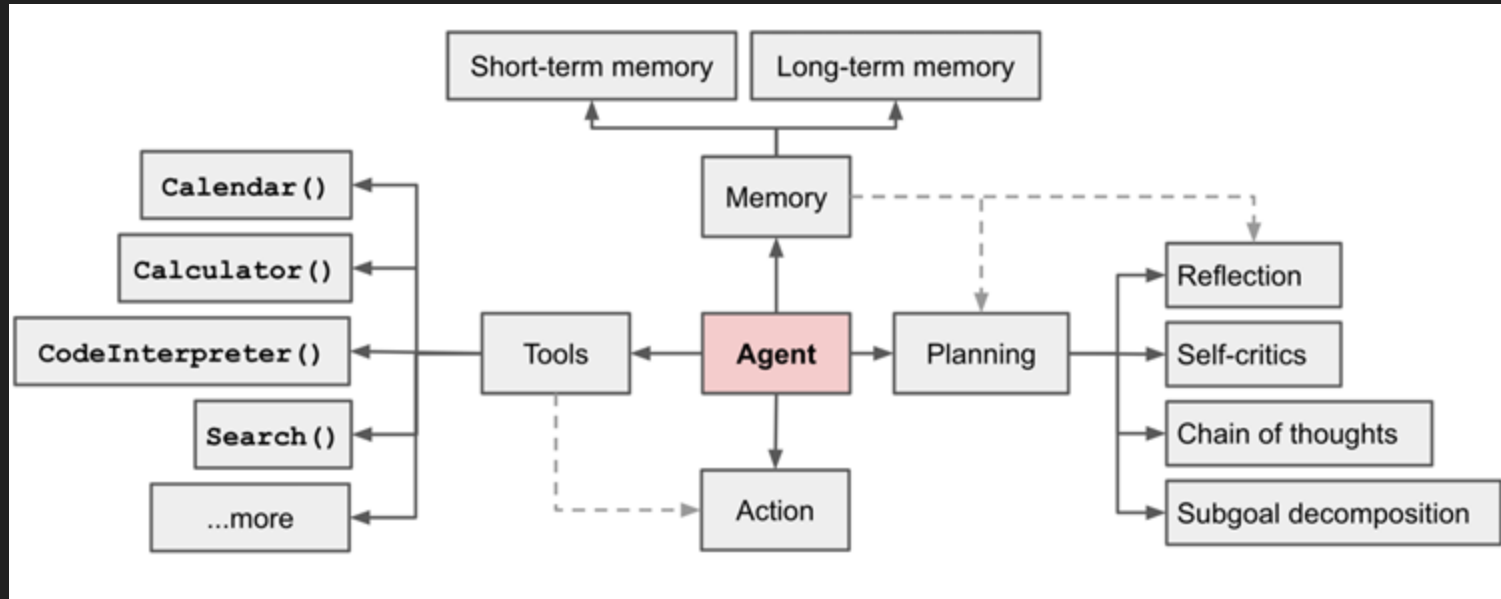 Short-term memory
Long-term memory
Calendar()
Memory
Calculator()
Reflection
CodeInterpreter()
Tools
Agent
Planning
Self-critics
Search()
Chain of thoughts
...more
Action
Subgoal decomposition